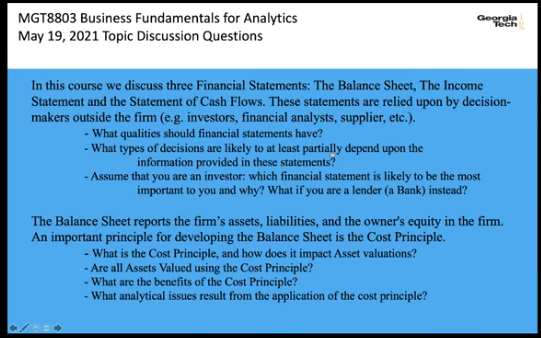 MGT8803 Business Fundamentals for Analytics
May 19, 2021 Topic Discussion Questions
Georgia
Tech
In this course we discuss three Financial Statements: The Balance Sheet, The Income
Statement and the Statement of Cash Flows. These statements are relied upon by decision-
makers outside the firm (e.g. investors, financial analysts, supplier, etc.).
- What qualities should financial statements have?
- What types of decisions are likely to at least partially depend upon the
information provided in these statements?
- Assume that you are an investor: which financial statement is likely to be the most
important to you and why? What if you are a lender (a Bank) instead?
The Balance Sheet reports the firm's assets, liabilities, and the owner's equity in the firm.
An important principle for developing the Balance Sheet is the Cost Principle.
- What is the Cost Principle, and how does it impact Asset valuations?
- Are all Assets Valued using the Cost Principle?
- What are the benefits of the Cost Principle?
- What analytical issues result from the application of the cost principle?